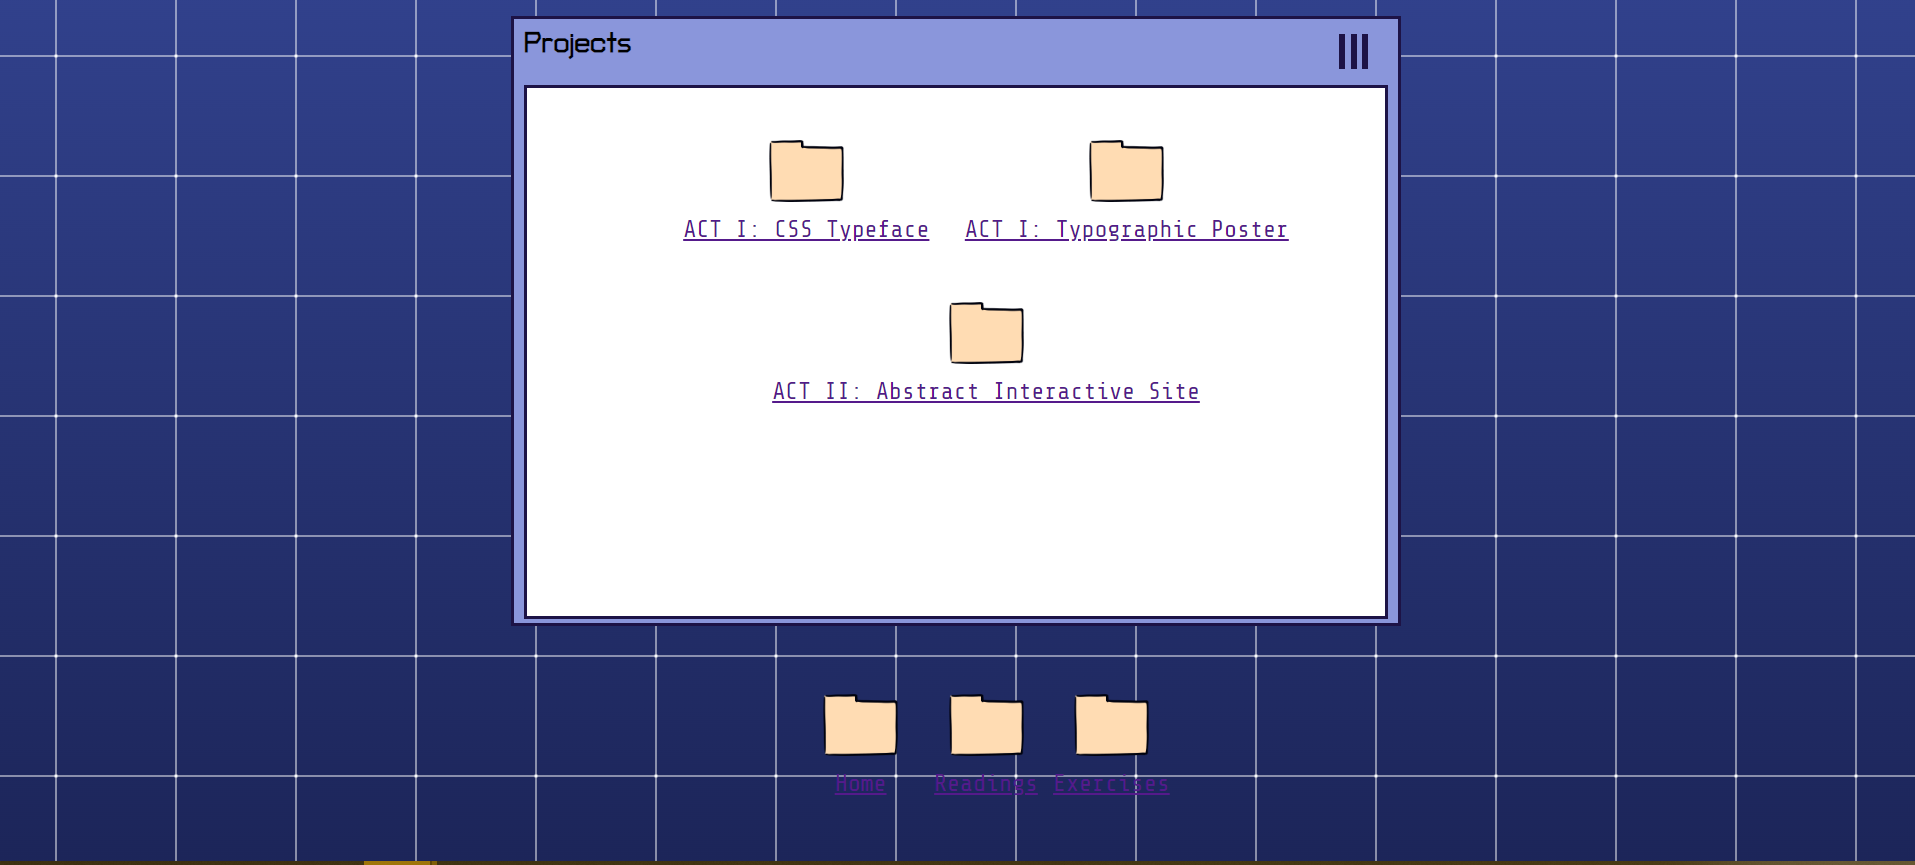 Projects
ACT I: CSS Typeface
ACT I: Typographic Poster
ACT II: Abstract Interactive Site
Home
Readings
Exercises